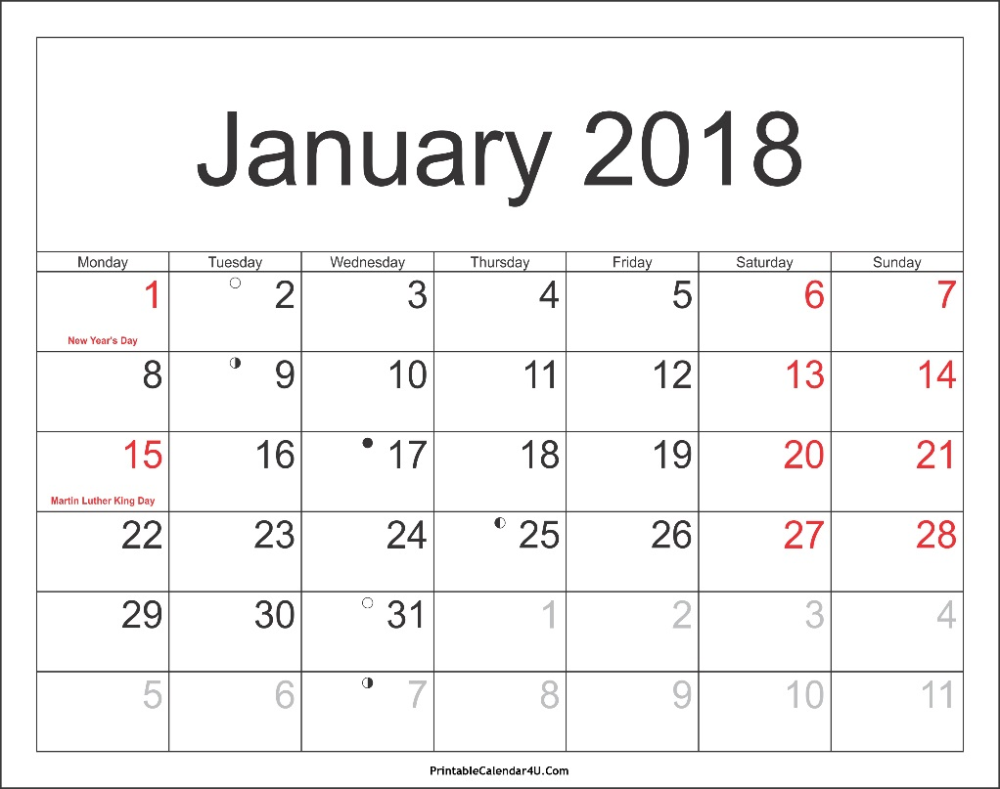 January 2018
Monday Tuesday Wednesday Thursday Friday Saturday Sunday
1 2 3 4 5 6 7
New Year's Day
8 9 10 11 12 13 14
15 16 17 18 19 20 21
Martin Luther King Day
22 23 24 25 26 27 28
29 30 31 1 2 3 4
5 6 7 8 9 10 11
PrintableCalendar4U.Com